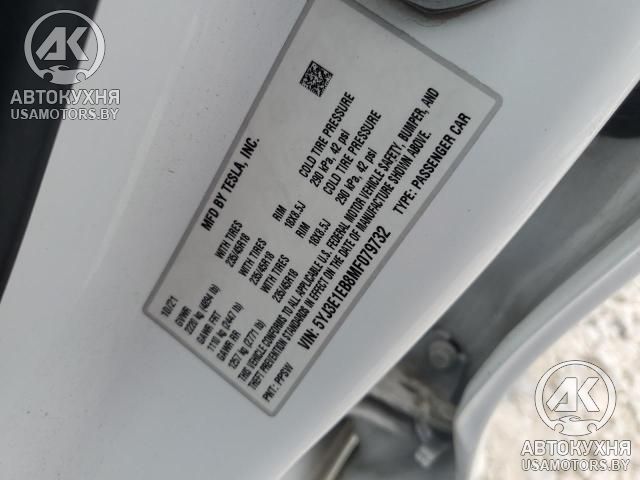 AK
АВТОКУХНЯ
USAMOTORS.BY
MFD BY TESLA, INC.
10/21
GVWR
2220 kg (4894 lb)
GAWR FRT WITH TIRES RIM COLD TIRE PRESSURE
1110 kg (2447 lb) 235/45R18 18X8.5J 290 kPa, 42 psi
GAWR RR WITH TIRES RIM COLD TIRE PRESSURE
1257 kg (2771 lb) 235/45R18 18X8.5J 290 kPa, 42 psi
THIS VEHICLE CONFORMS TO ALL APPLICABLE U.S. FEDERAL MOTOR VEHICLE SAFETY, BUMPER, AND
THEFT PREVENTION STANDARDS IN EFFECT ON THE DATE OF MANUFACTURE SHOWN ABOVE.
VIN: 5YJ3E1EB8MF079732 TYPE: PASSENGER CAR
PNT: PPSW
AK
АВТОКУХНЯ
USAMOTORS.BY